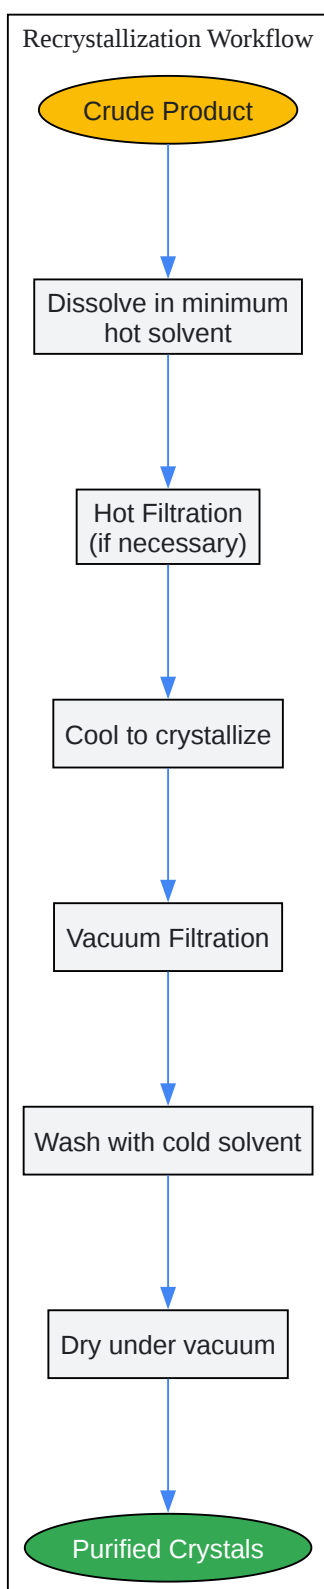 Recrystallization Workflow
Crude Product
Dissolve in minimum
hot solvent
Hot Filtration
(if necessary)
Cool to crystallize
Vacuum Filtration
Wash with cold solvent
Dry under vacuum
Purified Crystals